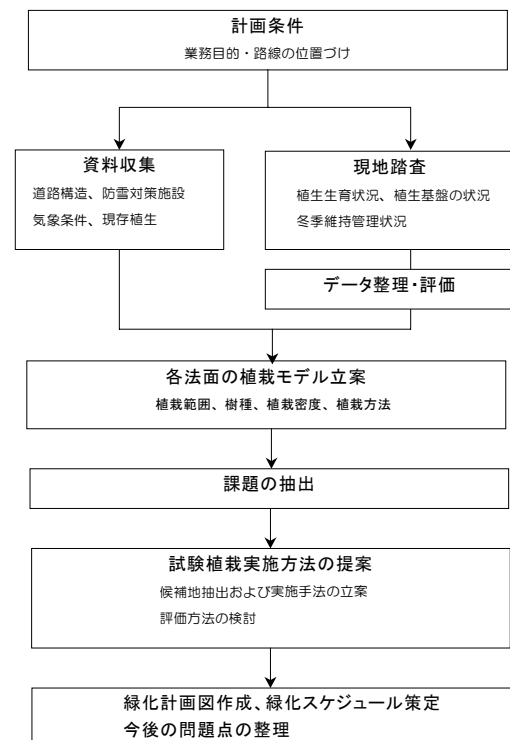 計画条件
業務目的・路線の位置づけ
資料収集
道路構造、防雪対策施設
気象条件、現存植生
現地踏査
植生生育状況、植生基盤の状況
冬季維持管理状況
データ整理・評価
各法面の植栽モデル立案
植栽範囲、樹種、植栽密度、植栽方法
課題の抽出
試験植栽実施方法の提案
候補地抽出および実施手法の立案
評価方法の検討
緑化計画図作成、緑化スケジュール策定
今後の問題点の整理